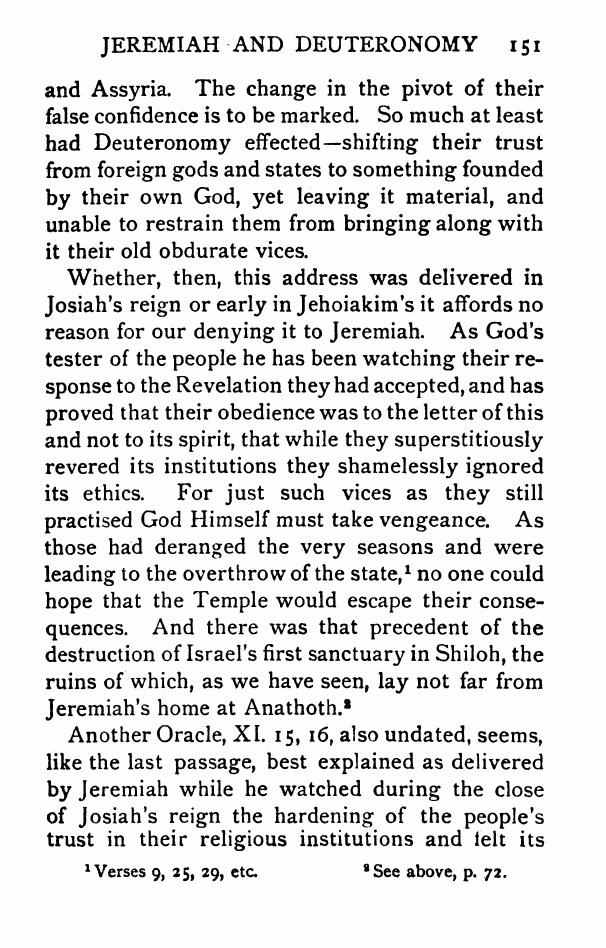 JEREMIAH AND DEUTERONOMY 151
and Assyria. The change in the pivot of their
false confidence is to be marked. So much at least
had Deuteronomy effected—shifting their trust
from foreign gods and states to something founded
by their own God, yet leaving it material, and
unable to restrain them from bringing along with
it their old obdurate vices.
Whether, then, this address was delivered in
Josiah's reign or early in Jehoiakim's it affords no
reason for our denying it to Jeremiah. As God's
tester of the people he has been watching their re-
sponse to the Revelation they had accepted, and has
proved that their obedience was to the letter of this
and not to its spirit, that while they superstitiously
revered its institutions they shamelessly ignored
its ethics. For just such vices as they still
practised God Himself must take vengeance. As
those had deranged the very seasons and were
leading to the overthrow of the state,¹ no one could
hope that the Temple would escape their conse-
quences. And there was that precedent of the
destruction of Israel's first sanctuary in Shiloh, the
ruins of which, as we have seen, lay not far from
Jeremiah's home at Anathoth.²
Another Oracle, XI. 15, 16, also undated, seems,
like the last passage, best explained as delivered
by Jeremiah while he watched during the close
of Josiah's reign the hardening of the people's
trust in their religious institutions and felt its
¹ Verses 9, 25, 29, etc. ² See above, p. 72.